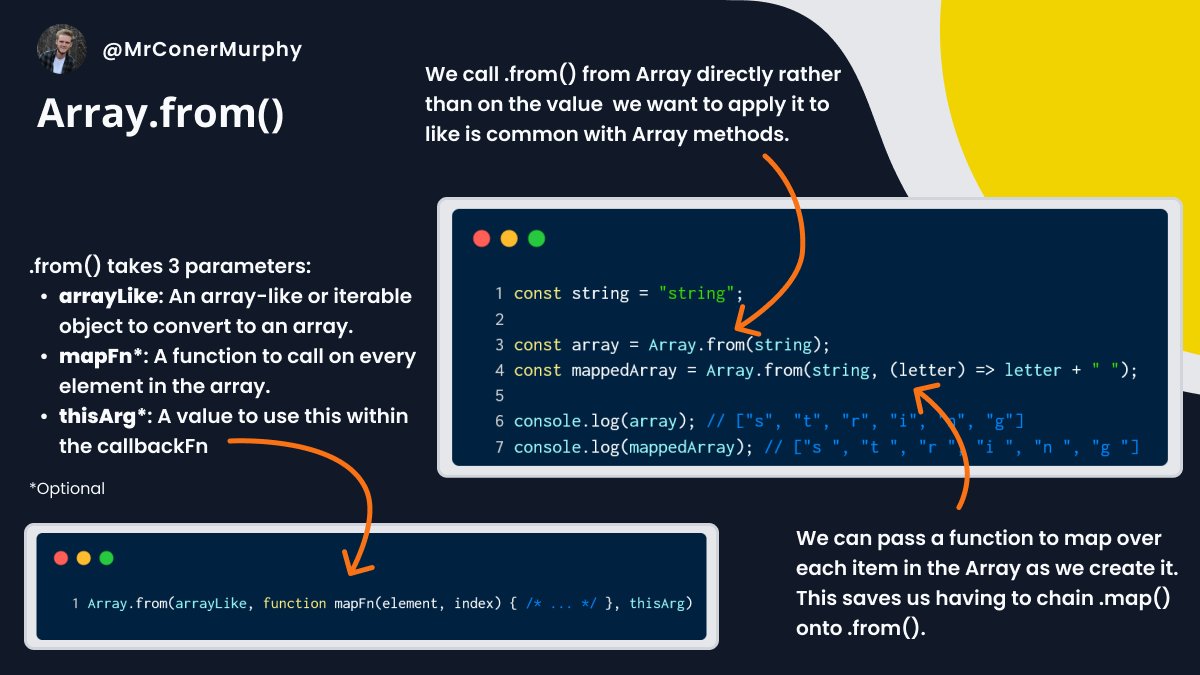 @MrConerMurphy
Array.from()
We call .from() from Array directly rather
than on the value we want to apply it to
like is common with Array methods.
.from() takes 3 parameters:
• arrayLike: An array-like or iterable
object to convert to an array.
• mapFn*: A function to call on every
element in the array.
• thisArg*: A value to use this within
the callbackFn
*Optional
1 const string = "string";
2
3 const array = Array.from(string);
4 const mappedArray = Array.from(string, (letter) => letter + " ");
5
6 console.log(array); // ["s", "t", "r", "i", "n", "g"]
7 console.log(mappedArray); // ["s ", "t ", "r ", "i ", "n ", "g "]
1 Array.from(arrayLike, function mapFn(element, index) { /* ... */ }, thisArg)
We can pass a function to map over
each item in the Array as we create it.
This saves us having to chain .map()
onto .from().